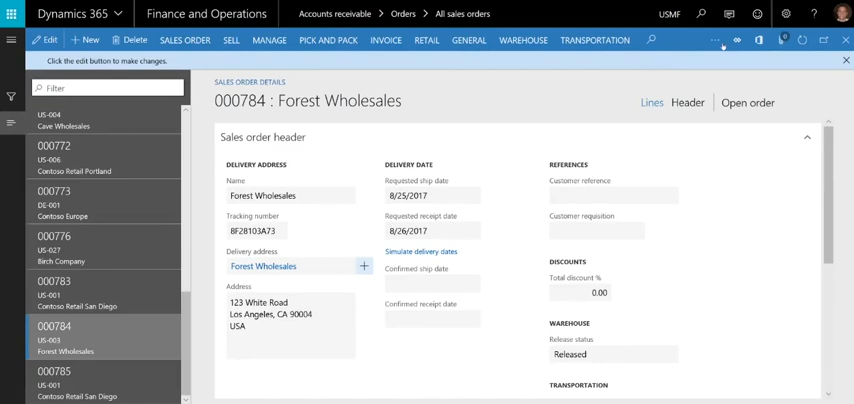 Dynamics 365
Finance and Operations
Accounts receivable > Orders > All sales orders
USMF
?
Edit
+ New
Delete
SALES ORDER
SELL
MANAGE
PICK AND PACK
INVOICE
RETAIL
GENERAL
WAREHOUSE
TRANSPORTATION
...
0
Click the edit button to make changes.
Filter
US-004
Cave Wholesales
000772
US-006
Contoso Retail Portland
000773
DE-001
Contoso Europe
000776
US-027
Birch Company
000783
US-001
Contoso Retail San Diego
000784
US-003
Forest Wholesales
000785
US-001
Contoso Retail San Diego
SALES ORDER DETAILS
000784 : Forest Wholesales
Lines
Header
Open order
Sales order header
DELIVERY ADDRESS
Name
Forest Wholesales
Tracking number
8F28103A73
Delivery address
Forest Wholesales
Address
123 White Road
Los Angeles, CA 90004
USA
DELIVERY DATE
Requested ship date
8/25/2017
Requested receipt date
8/26/2017
Simulate delivery dates
Confirmed ship date
Confirmed receipt date
REFERENCES
Customer reference
Customer requisition
DISCOUNTS
Total discount %
0.00
WAREHOUSE
Release status
Released
TRANSPORTATION